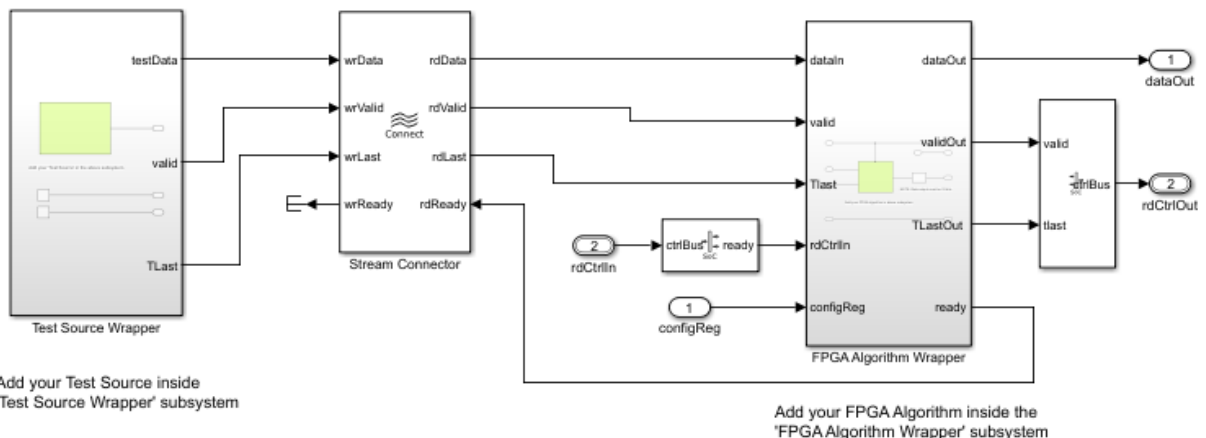 testData
valid
TLast
Test Source Wrapper
wrData
wrValid
wrLast
wrReady
rdData
rdValid
rdLast
rdReady
Connect
Stream Connector
2
rdCtrlIn
ctrlBus
ready
SoC
1
configReg
dataIn
valid
Tlast
rdCtrlIn
configReg
dataOut
validOut
TLastOut
ready
FPGA Algorithm Wrapper
valid
tlast
ctrlBus
SoC
1
dataOut
2
rdCtrlOut
Add your Test Source inside
'Test Source Wrapper' subsystem
Add your FPGA Algorithm inside the
'FPGA Algorithm Wrapper' subsystem